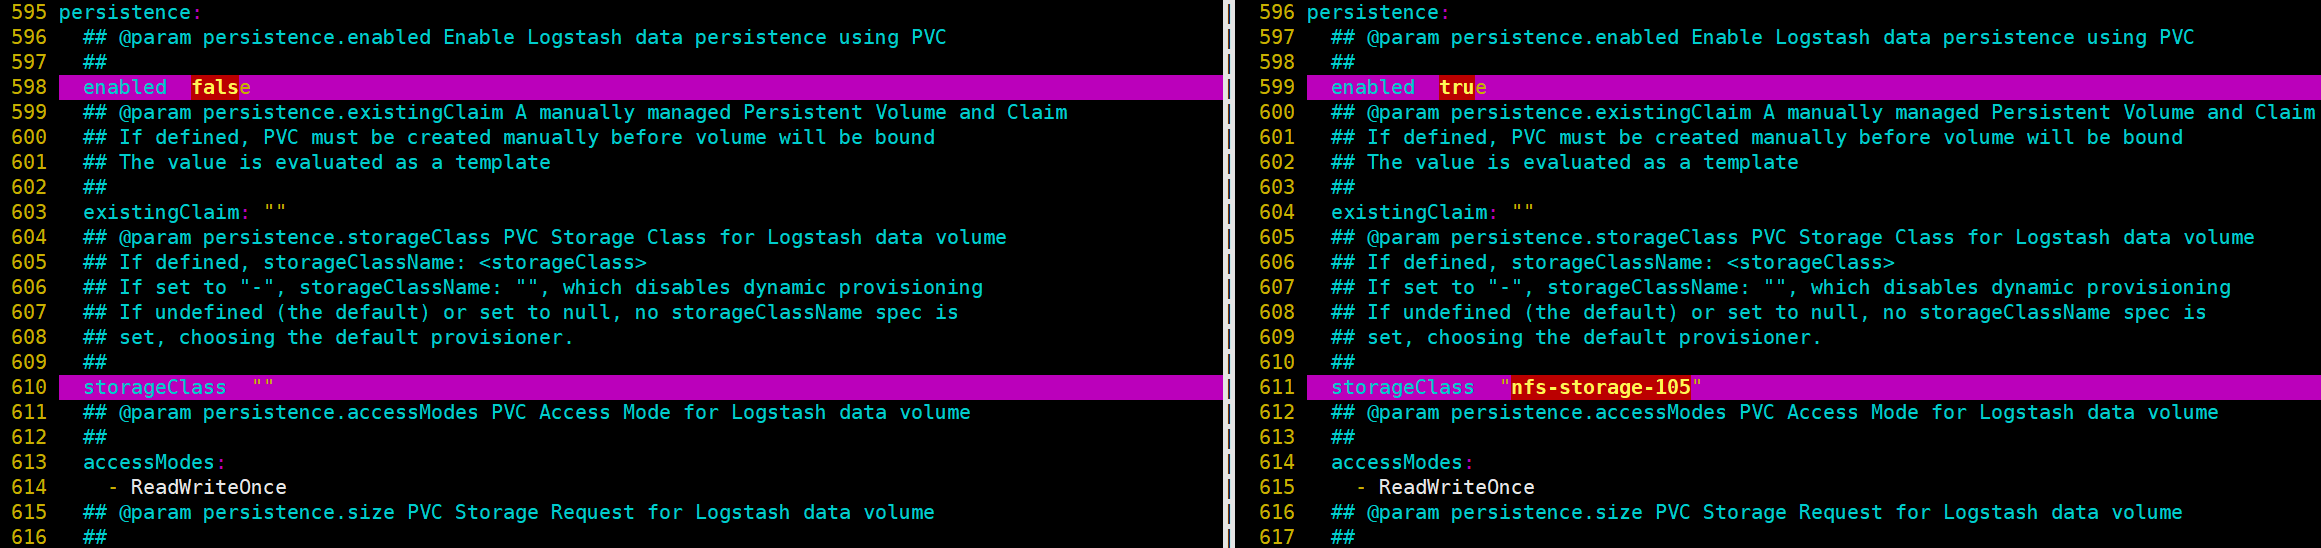 595 persistence:
596   ## @param persistence.enabled Enable Logstash data persistence using PVC
597   ##
598   enabled  false
599   ## @param persistence.existingClaim A manually managed Persistent Volume and Claim
600   ## If defined, PVC must be created manually before volume will be bound
601   ## The value is evaluated as a template
602   ##
603   existingClaim: ""
604   ## @param persistence.storageClass PVC Storage Class for Logstash data volume
605   ## If defined, storageClassName: <storageClass>
606   ## If set to "-", storageClassName: "", which disables dynamic provisioning
607   ## If undefined (the default) or set to null, no storageClassName spec is
608   ## set, choosing the default provisioner.
609   ##
610   storageClass  ""
611   ## @param persistence.accessModes PVC Access Mode for Logstash data volume
612   ##
613   accessModes:
614     - ReadWriteOnce
615   ## @param persistence.size PVC Storage Request for Logstash data volume
616   ##
596 persistence:
597   ## @param persistence.enabled Enable Logstash data persistence using PVC
598   ##
599   enabled  true
600   ## @param persistence.existingClaim A manually managed Persistent Volume and Claim
601   ## If defined, PVC must be created manually before volume will be bound
602   ## The value is evaluated as a template
603   ##
604   existingClaim: ""
605   ## @param persistence.storageClass PVC Storage Class for Logstash data volume
606   ## If defined, storageClassName: <storageClass>
607   ## If set to "-", storageClassName: "", which disables dynamic provisioning
608   ## If undefined (the default) or set to null, no storageClassName spec is
609   ## set, choosing the default provisioner.
610   ##
611   storageClass  "nfs-storage-105"
612   ## @param persistence.accessModes PVC Access Mode for Logstash data volume
613   ##
614   accessModes:
615     - ReadWriteOnce
616   ## @param persistence.size PVC Storage Request for Logstash data volume
617   ##